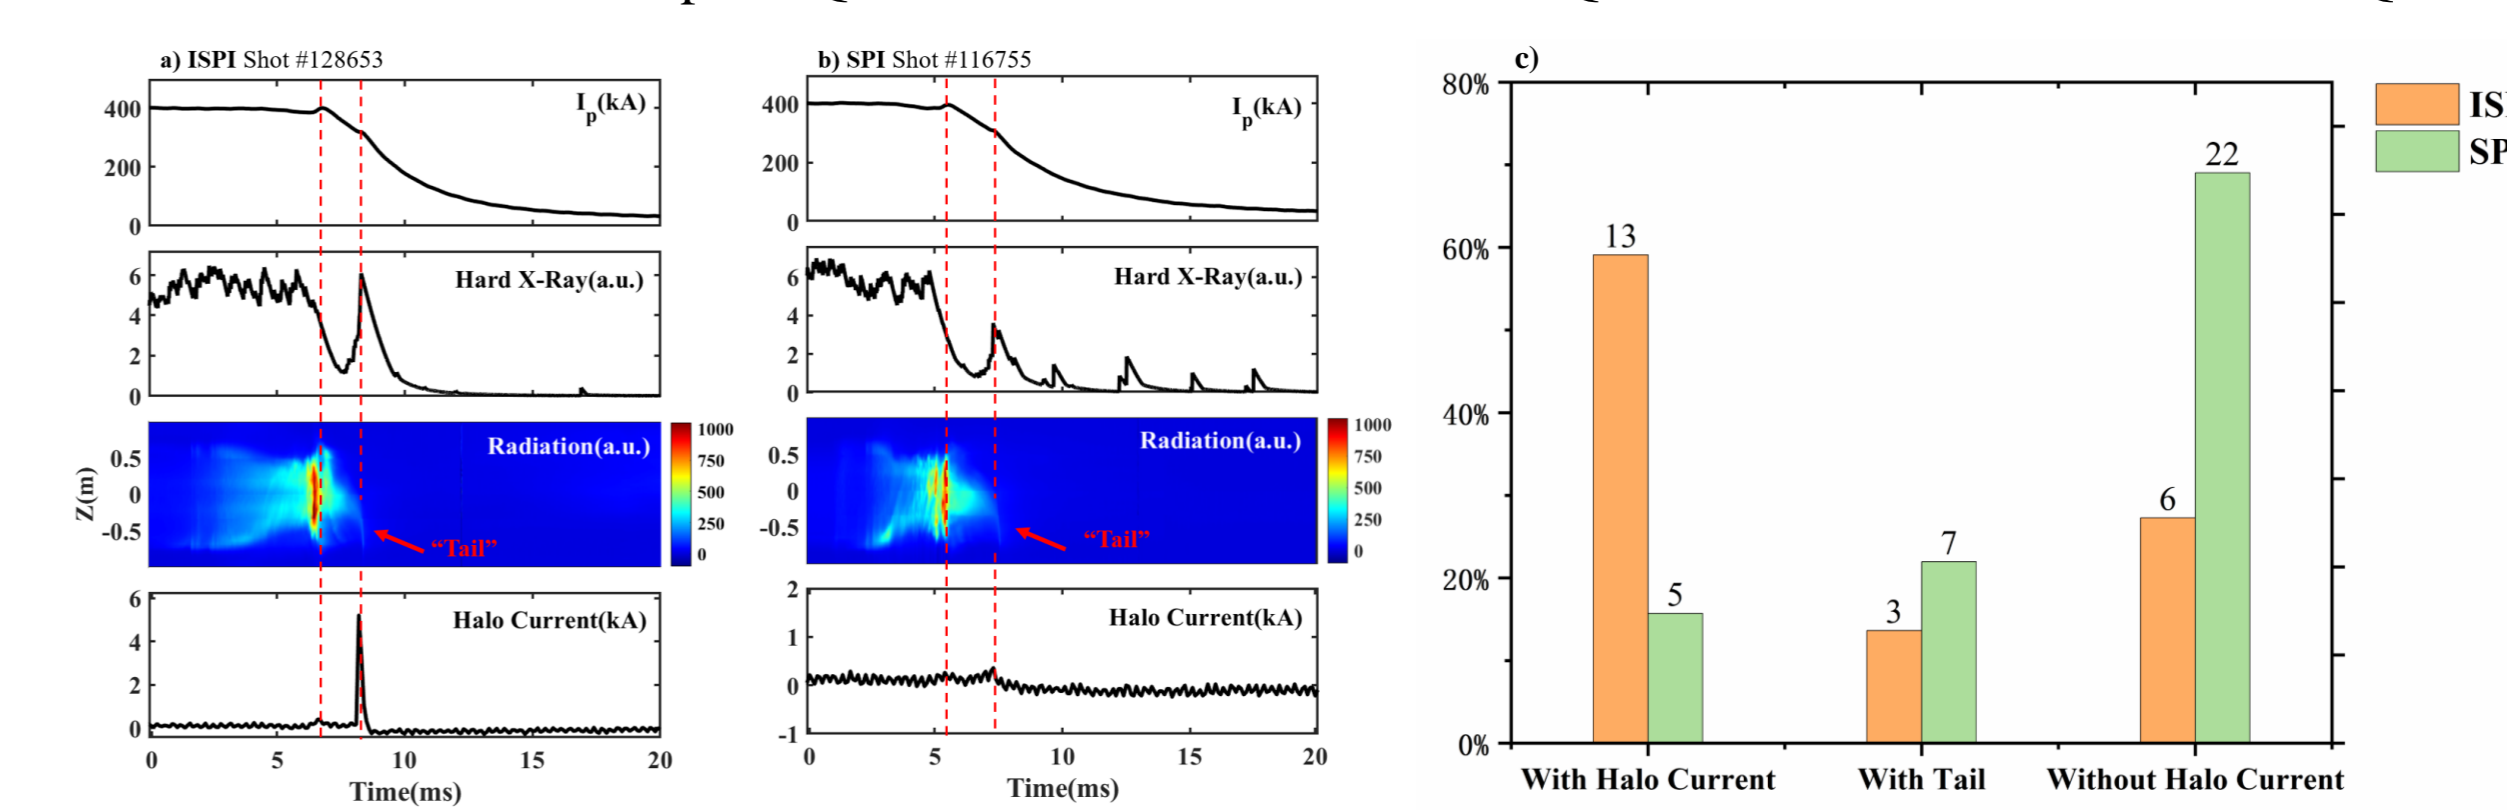 a) ISPI Shot #128653
400
200
0
Ip(kA)
6
4
2
0
Hard X-Ray(a.u.)
Z(m)
0.5
0
-0.5
Radiation(a.u.)
"Tail"
1000
750
500
250
0
6
4
2
0
Halo Current(kA)
0 5 10 15 20
Time(ms)
b) SPI Shot #116755
400
200
0
Ip(kA)
6
4
2
0
Hard X-Ray(a.u.)
0.5
0
-0.5
Radiation(a.u.)
"Tail"
1000
750
500
250
0
2
1
0
-1
Halo Current(kA)
0 5 10 15 20
Time(ms)
c)
80%
60%
40%
20%
0%
13
5
3
7
6
22
With Halo Current With Tail Without Halo Current